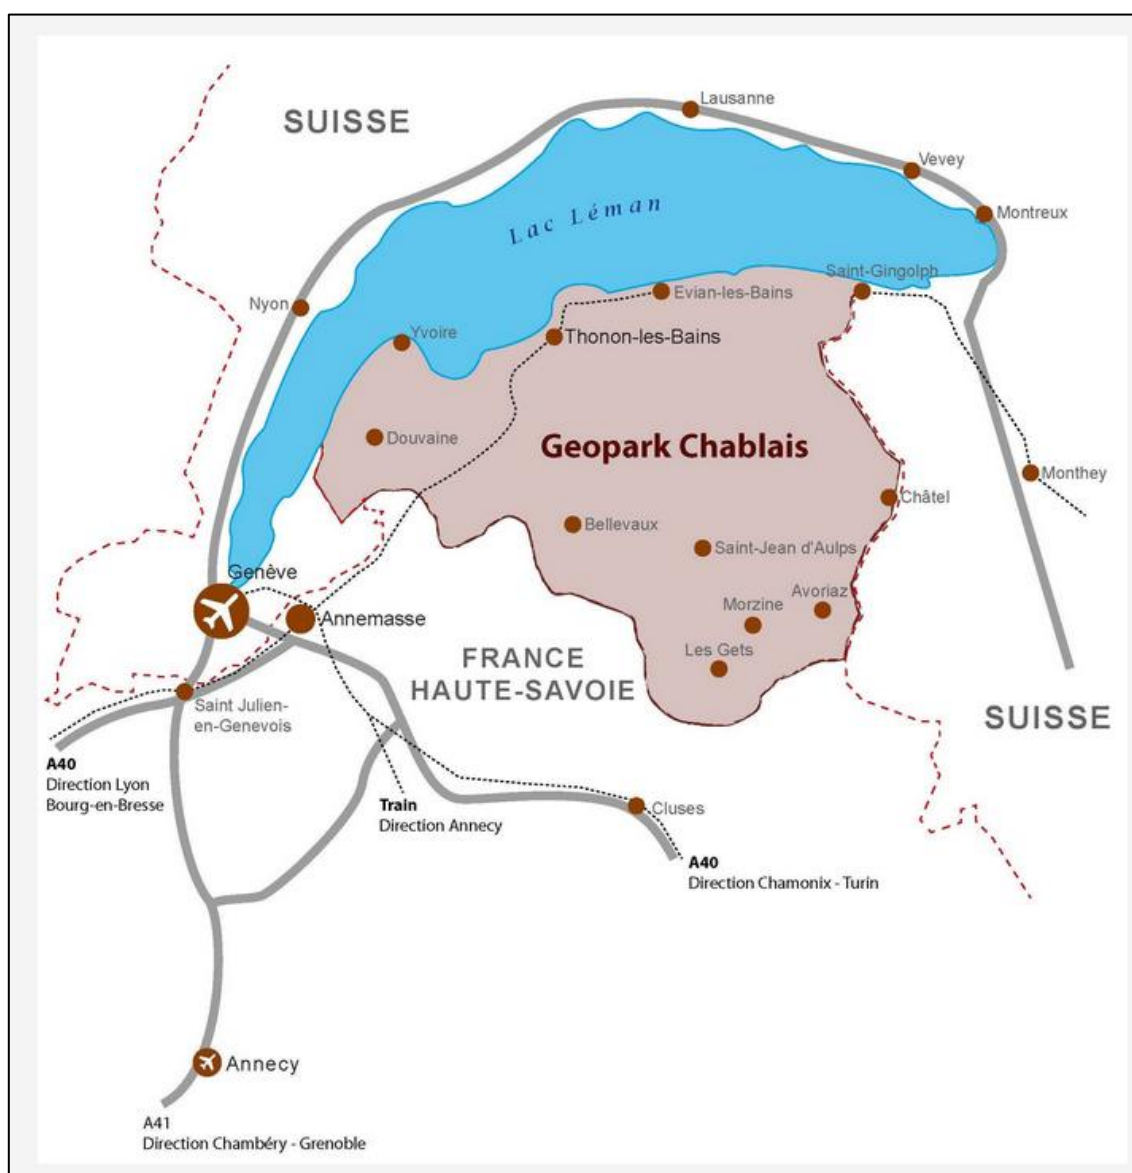 Lausanne
SUISSE
Vevey
Lac Léman
Montreux
Saint-Gingolph
Nyon
Evian-les-Bains
Yvoire
Thonon-les-Bains
Douvaine
Geopark Chablais
Monthey
Châtel
Bellevaux
Saint-Jean d'Aulps
Genève
Avoriaz
Morzine
Annemasse
Les Gets
FRANCE
HAUTE-SAVOIE
Saint Julien-
en-Genevois
SUISSE
A40
Direction Lyon
Bourg-en-Bresse
Train
Direction Annecy
Cluses
A40
Direction Chamonix - Turin
Annecy
A41
Direction Chambéry - Grenoble